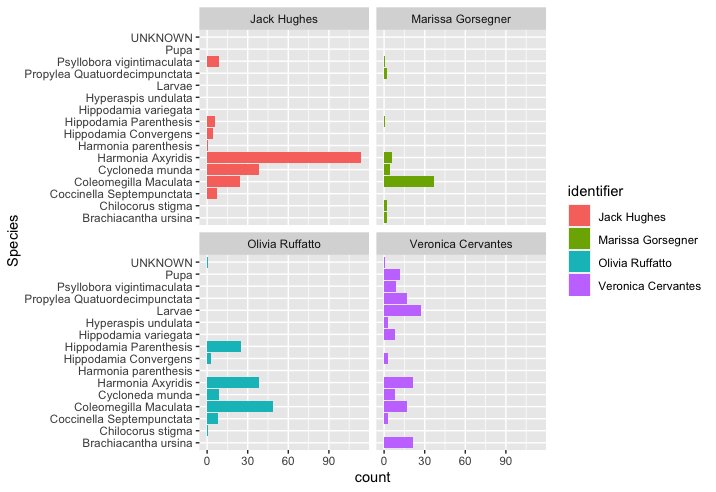 Jack Hughes
Marissa Gorsegner
UNKNOWN
Pupa
Psyllobora vigintimaculata
Propylea Quatuordecimpunctata
Larvae
Hyperaspis undulata
Hippodamia variegata
Hippodamia Parenthesis
Hippodamia Convergens
Harmonia parenthesis
Harmonia Axyridis
Cycloneda munda
Coleomegilla Maculata
Coccinella Septempunctata
Chilocorus stigma
Brachiacantha ursina
Species
Olivia Ruffatto
Veronica Cervantes
UNKNOWN
Pupa
Psyllobora vigintimaculata
Propylea Quatuordecimpunctata
Larvae
Hyperaspis undulata
Hippodamia variegata
Hippodamia Parenthesis
Hippodamia Convergens
Harmonia parenthesis
Harmonia Axyridis
Cycloneda munda
Coleomegilla Maculata
Coccinella Septempunctata
Chilocorus stigma
Brachiacantha ursina
0 30 60 90
0 30 60 90
count
identifier
Jack Hughes
Marissa Gorsegner
Olivia Ruffatto
Veronica Cervantes